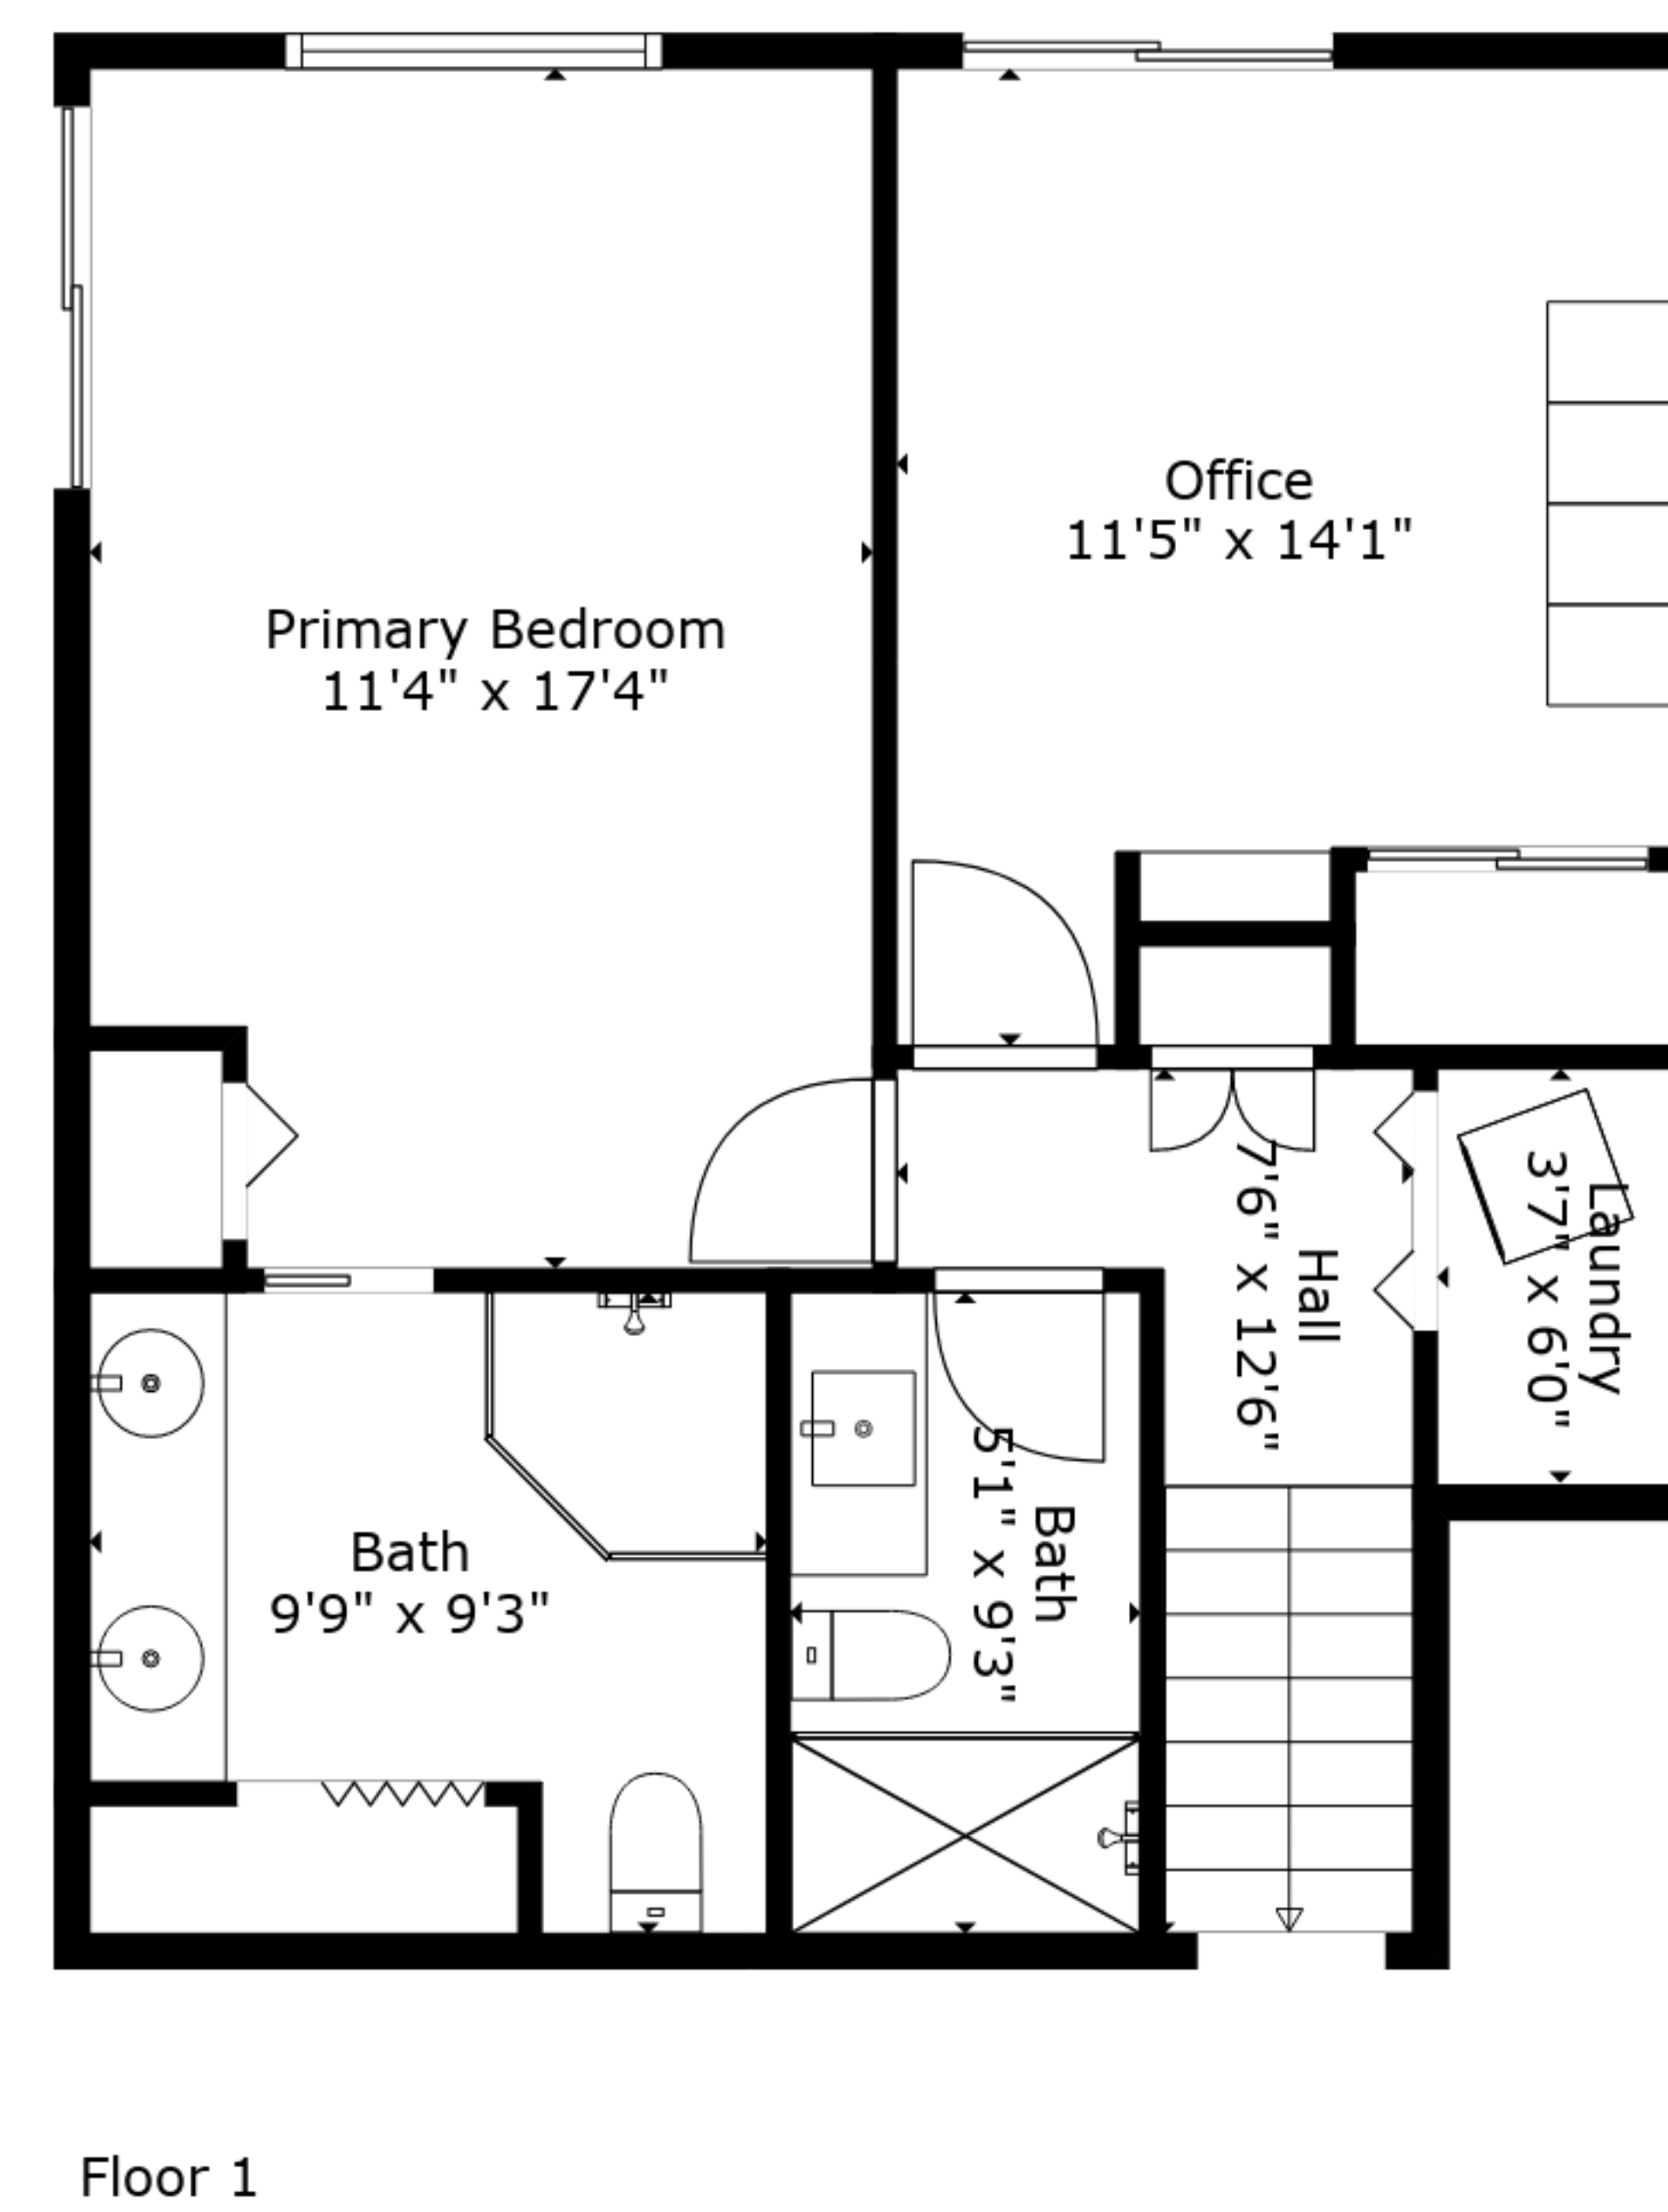 Office
11'5" x 14'1"
Primary Bedroom
11'4" x 17'4"
Hall
7'6" x 12'6"
Laundry
3'7" x 6'0"
Bath
9'9" x 9'3"
Bath
5'1" x 9'3"
Floor 1